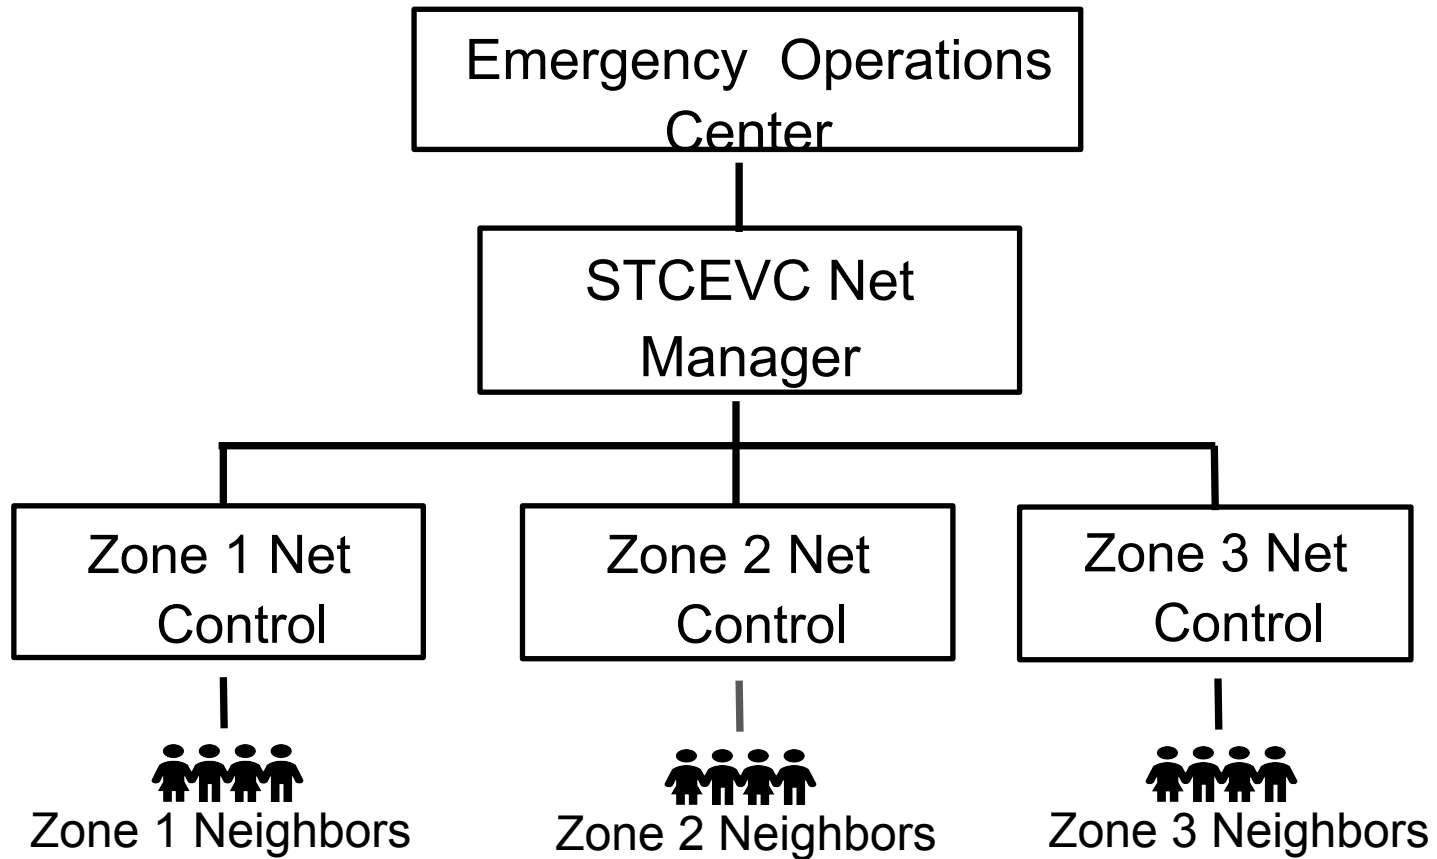 Emergency Operations
Center
STCEVC Net
Manager
Zone 1 Net
Control
Zone 2 Net
Control
Zone 3 Net
Control
Zone 1 Neighbors
Zone 2 Neighbors
Zone 3 Neighbors